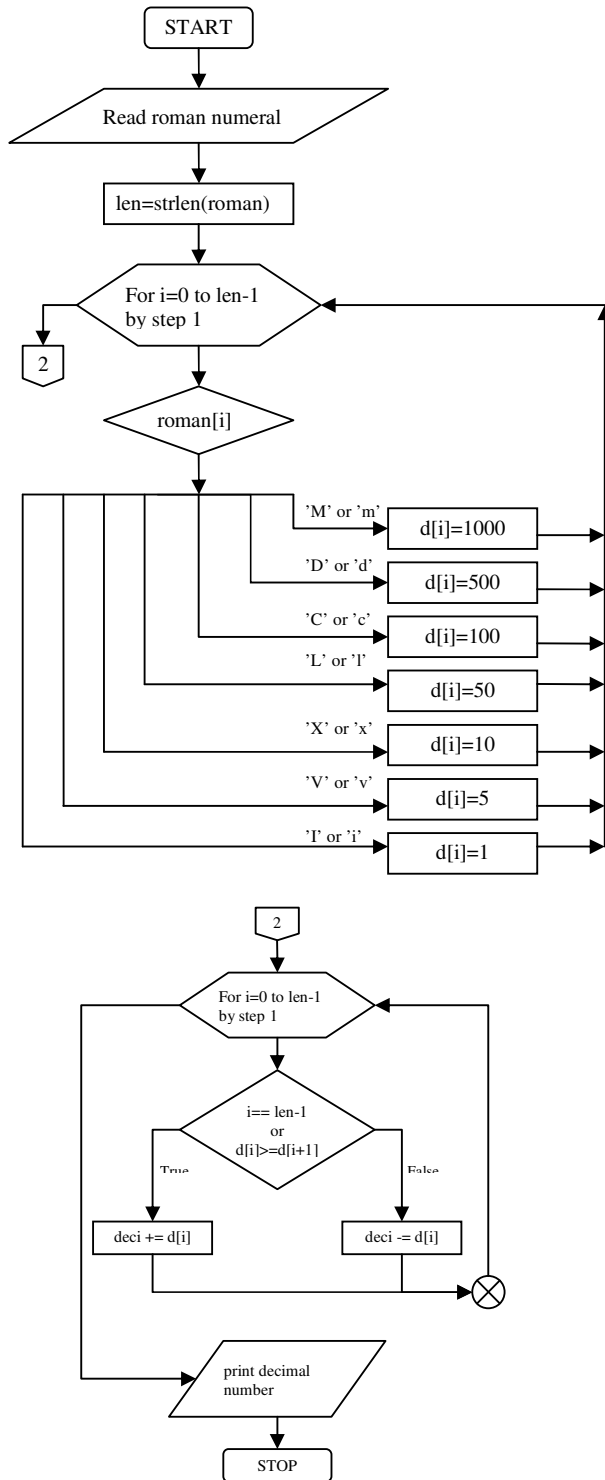 START
Read roman numeral
len=strlen(roman)
For i=0 to len-1
by step 1
2
roman[i]
’M’ or ’m’
d[i]=1000
’D’ or ’d’
d[i]=500
’C’ or ’c’
d[i]=100
’L’ or ’l’
d[i]=50
’X’ or ’x’
d[i]=10
’V’ or ’v’
d[i]=5
’I’ or ’i’
d[i]=1
2
For i=0 to len-1
by step 1
i== len-1
or
d[i]>=d[i+1]
True
False
deci += d[i]
deci -= d[i]
print decimal
number
STOP